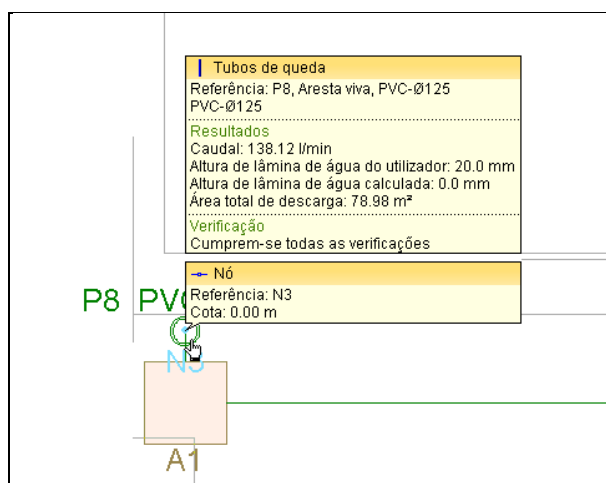 Tubos de queda
Referência: P8, Aresta viva, PVC-Ø125
PVC-Ø125
Resultados
Caudal: 138.12 l/min
Altura de lâmina de água do utilizador: 20.0 mm
Altura de lâmina de água calculada: 0.0 mm
Área total de descarga: 78.98 m²
Verificação
Cumprem-se todas as verificações
Nó
Referência: N3
Cota: 0.00 m
P8
N3
A1